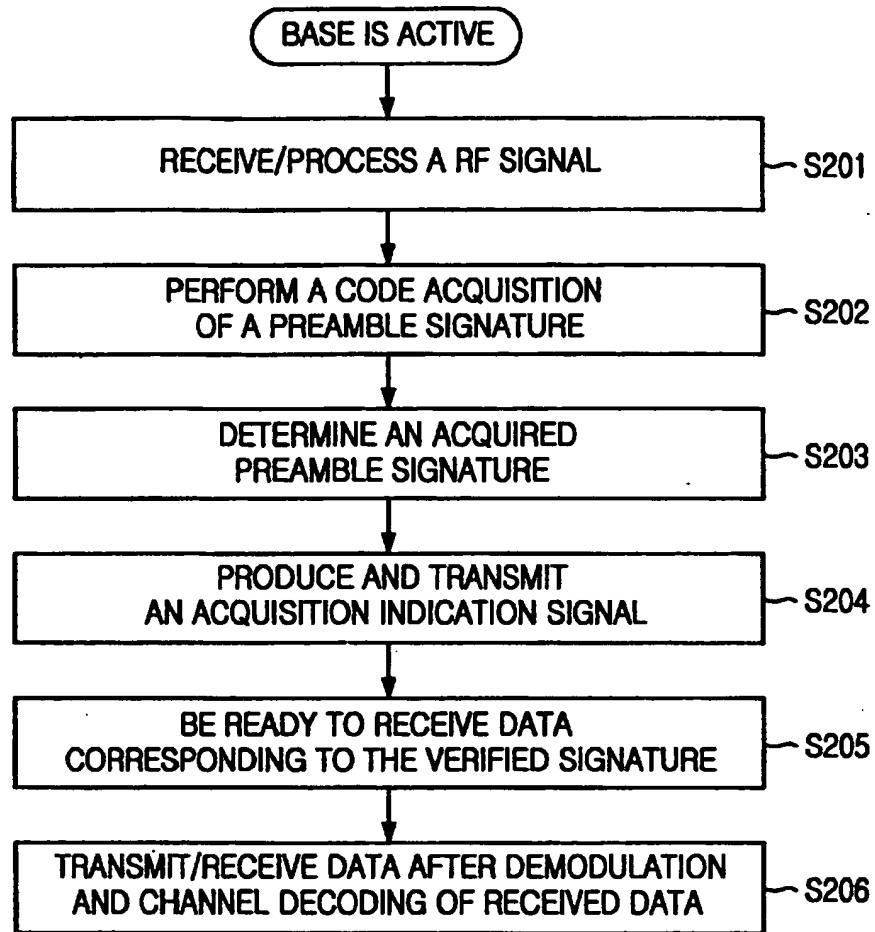 BASE IS ACTIVE
RECEIVE/PROCESS A RF SIGNAL
S201
PERFORM A CODE ACQUISITION
OF A PREAMBLE SIGNATURE
S202
DETERMINE AN ACQUIRED
PREAMBLE SIGNATURE
S203
PRODUCE AND TRANSMIT
AN ACQUISITION INDICATION SIGNAL
S204
BE READY TO RECEIVE DATA
CORRESPONDING TO THE VERIFIED SIGNATURE
S205
TRANSMIT/RECEIVE DATA AFTER DEMODULATION
AND CHANNEL DECODING OF RECEIVED DATA
S206